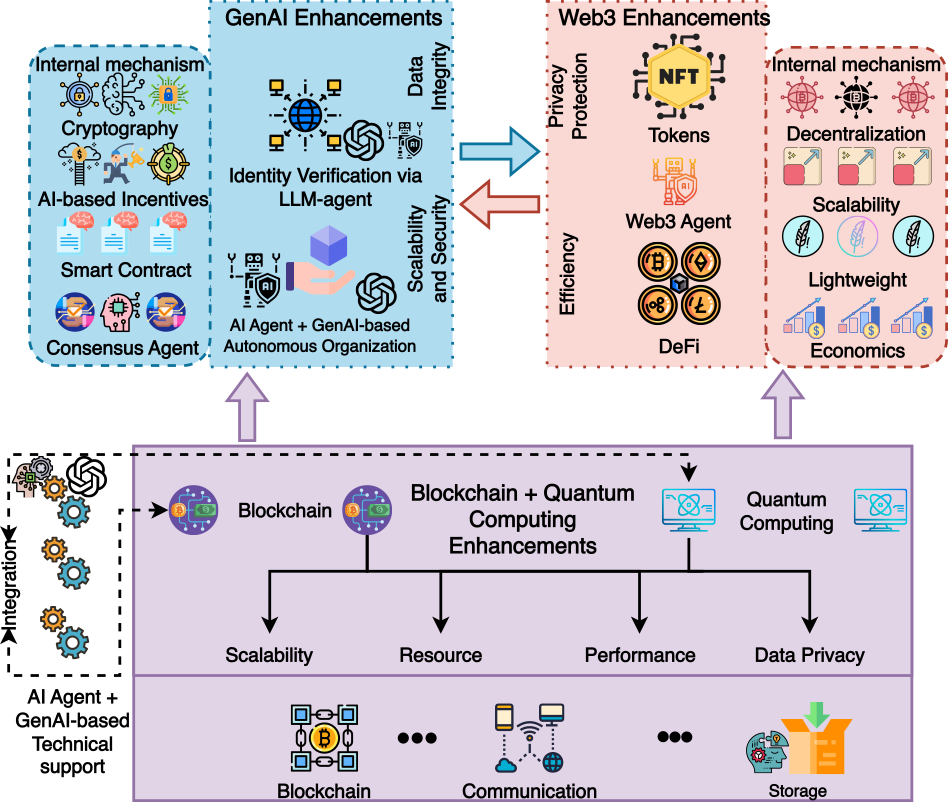 GenAI Enhancements
Internal mechanism
Cryptography
AI-based Incentives
Smart Contract
Consensus Agent
Data
Integrity
Identity Verification via
LLM-agent
AI
Scalability
and Security
AI
AI Agent + GenAI-based
Autonomous Organization
Web3 Enhancements
Privacy
Protection
NFT
Tokens
AI
Web3 Agent
Efficiency
DeFi
Internal mechanism
Decentralization
Scalability
Lightweight
Economics
Integration
AI Agent +
GenAI-based
Technical
support
Blockchain
Blockchain + Quantum
Computing
Enhancements
Quantum
Computing
Scalability
Resource
Performance
Data Privacy
Blockchain
Communication
Storage